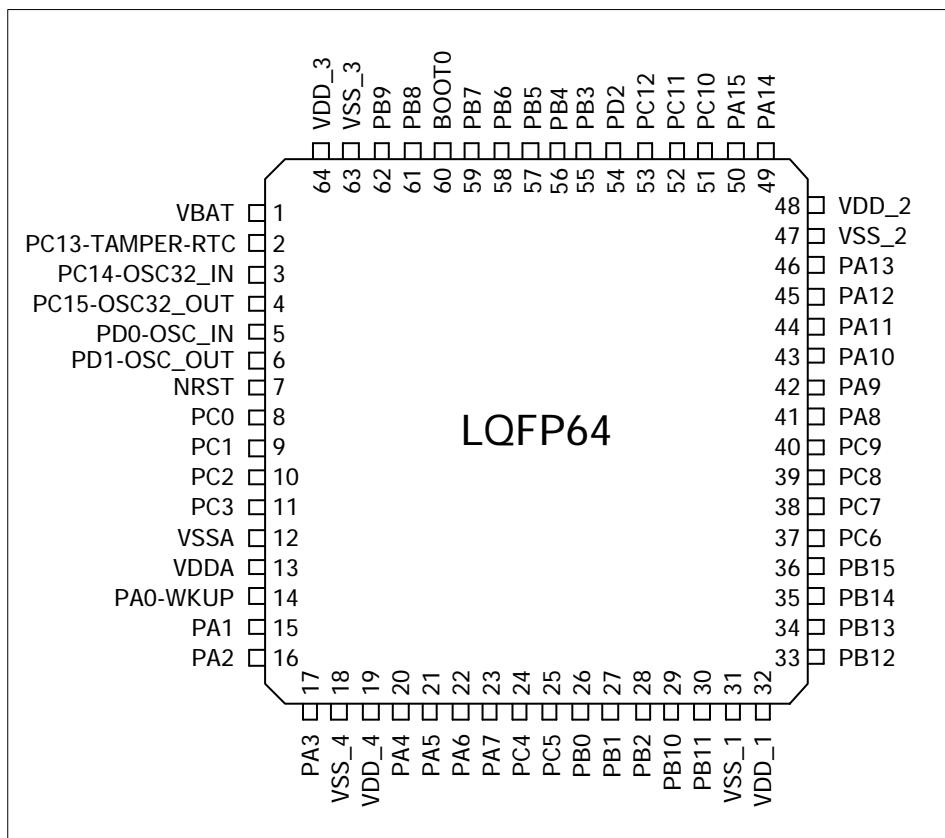 VDD_3
VSS_3
PB9
PB8
BOOT0
PB7
PB6
PB5
PB4
PB3
PD2
PC12
PC11
PC10
PA15
PA14
64
63
62
61
60
59
58
57
56
55
54
53
52
51
50
49
VBAT 1
PC13-TAMPER-RTC 2
PC14-OSC32_IN 3
PC15-OSC32_OUT 4
PD0-OSC_IN 5
PD1-OSC_OUT 6
NRST 7
PC0 8
PC1 9
PC2 10
PC3 11
VSSA 12
VDDA 13
PA0-WKUP 14
PA1 15
PA2 16
LQFP64
48 VDD_2
47 VSS_2
46 PA13
45 PA12
44 PA11
43 PA10
42 PA9
41 PA8
40 PC9
39 PC8
38 PC7
37 PC6
36 PB15
35 PB14
34 PB13
33 PB12
17
18
19
20
21
22
23
24
25
26
27
28
29
30
31
32
PA3
VSS_4
VDD_4
PA4
PA5
PA6
PA7
PC4
PC5
PB0
PB1
PB2
PB10
PB11
VSS_1
VDD_1